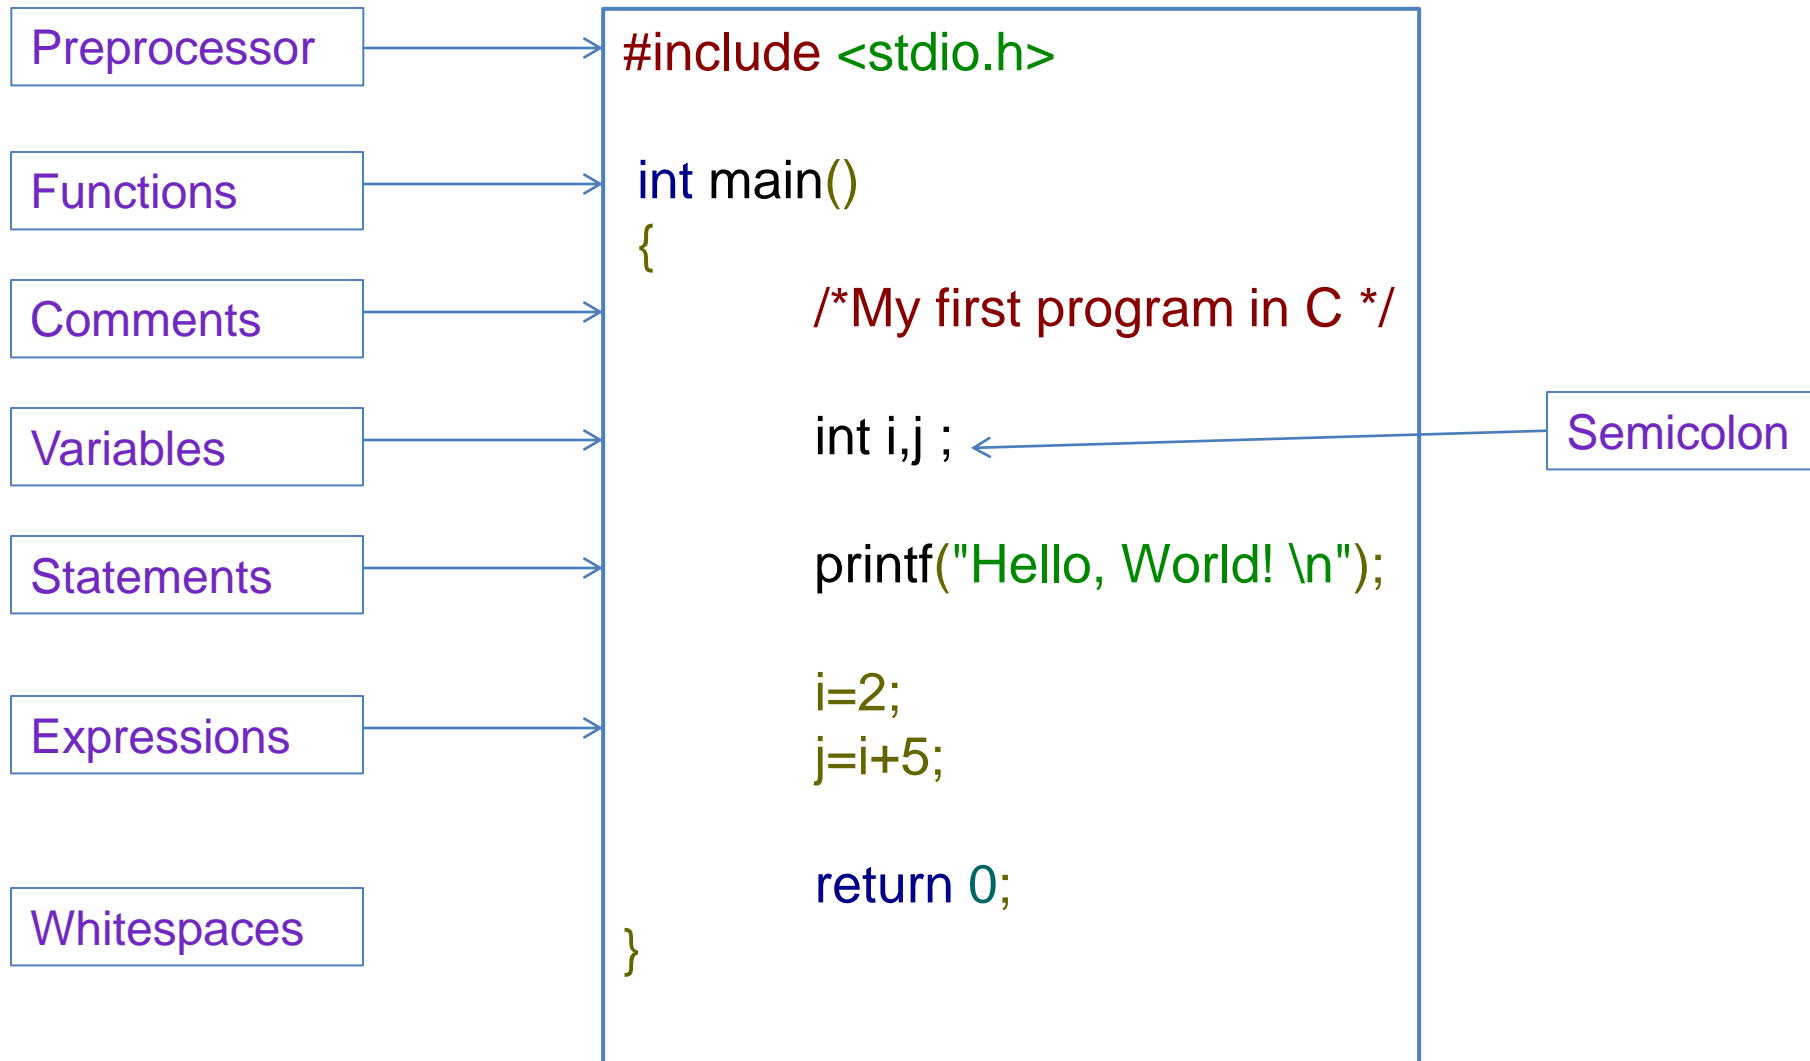 Preprocessor
#include <stdio.h>
Functions
int main()
{
Comments
/*My first program in C */
Variables
int i,j ;
Semicolon
Statements
printf("Hello, World! \n");
i=2;
Expressions
j=i+5;
return 0;
Whitespaces
}